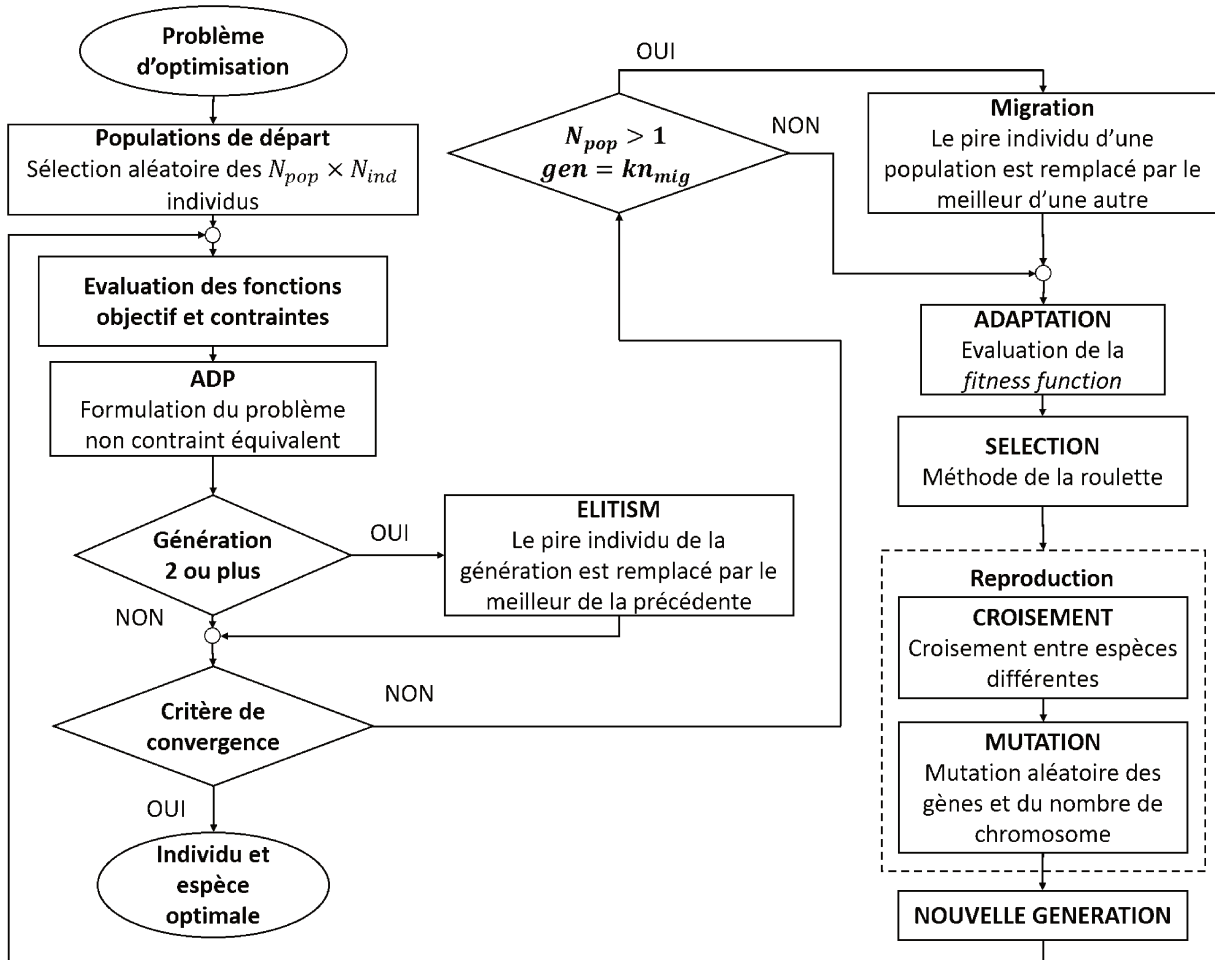 Problème
d'optimisation
Populations de départ
Sélection aléatoire des N_pop × N_ind
individus
Evaluation des fonctions
objectif et contraintes
ADP
Formulation du problème
non contraint équivalent
Génération
2 ou plus
OUI
NON
ELITISM
Le pire individu de la
génération est remplacé par le
meilleur de la précédente
Critère de
convergence
NON
OUI
Individu et
espèce
optimale
N_pop > 1
gen = kn_mig
OUI
NON
Migration
Le pire individu d'une
population est remplacé par le
meilleur d'une autre
ADAPTATION
Evaluation de la
fitness function
SELECTION
Méthode de la roulette
Reproduction
CROISEMENT
Croisement entre espèces
différentes
MUTATION
Mutation aléatoire des
gènes et du nombre de
chromosome
NOUVELLE GENERATION